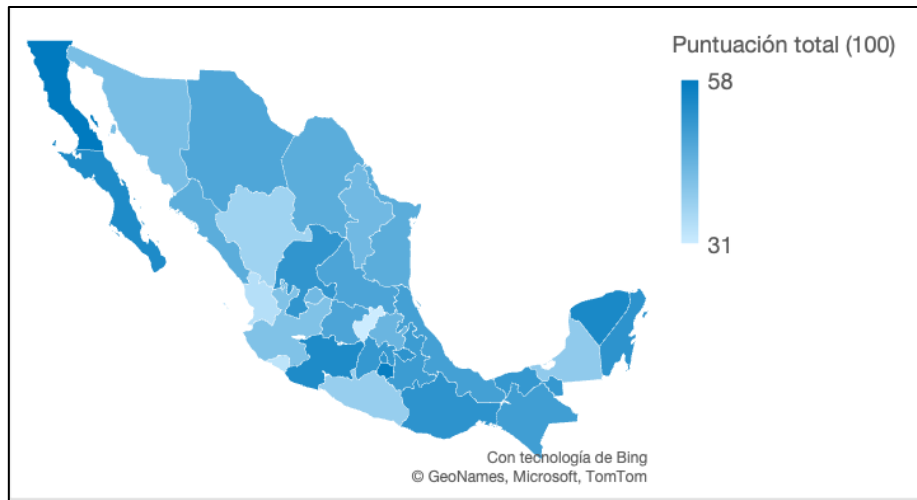 Puntuación total (100)
58
31
Con tecnología de Bing
© GeoNames, Microsoft, TomTom